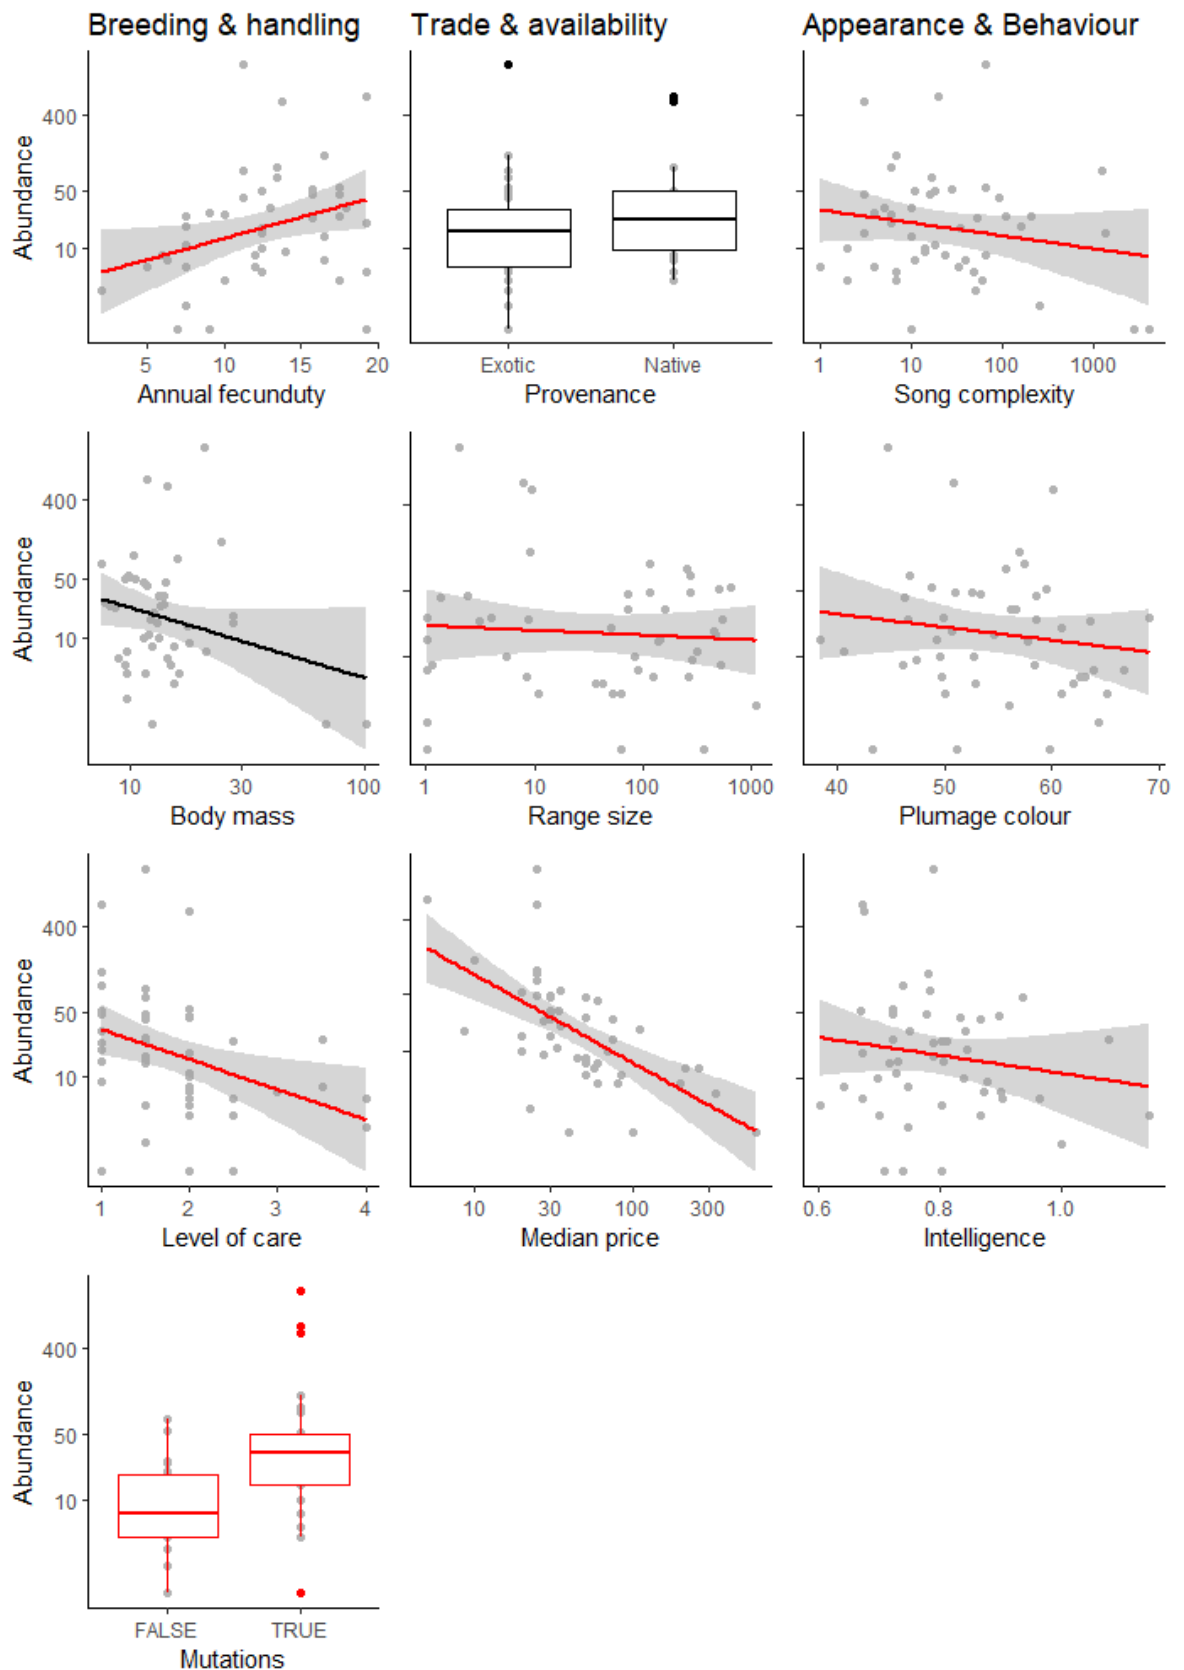 Breeding & handling Trade & availability Appearance & Behaviour
Abundance
400
50
10
5 10 15 20
Annual fecunduty
Exotic Native
Provenance
1 10 100 1000
Song complexity
Abundance
400
50
10
10 30 100
Body mass
1 10 100 1000
Range size
40 50 60 70
Plumage colour
Abundance
400
50
10
1 2 3 4
Level of care
10 30 100 300
Median price
0.6 0.8 1.0
Intelligence
Abundance
400
50
10
FALSE TRUE
Mutations